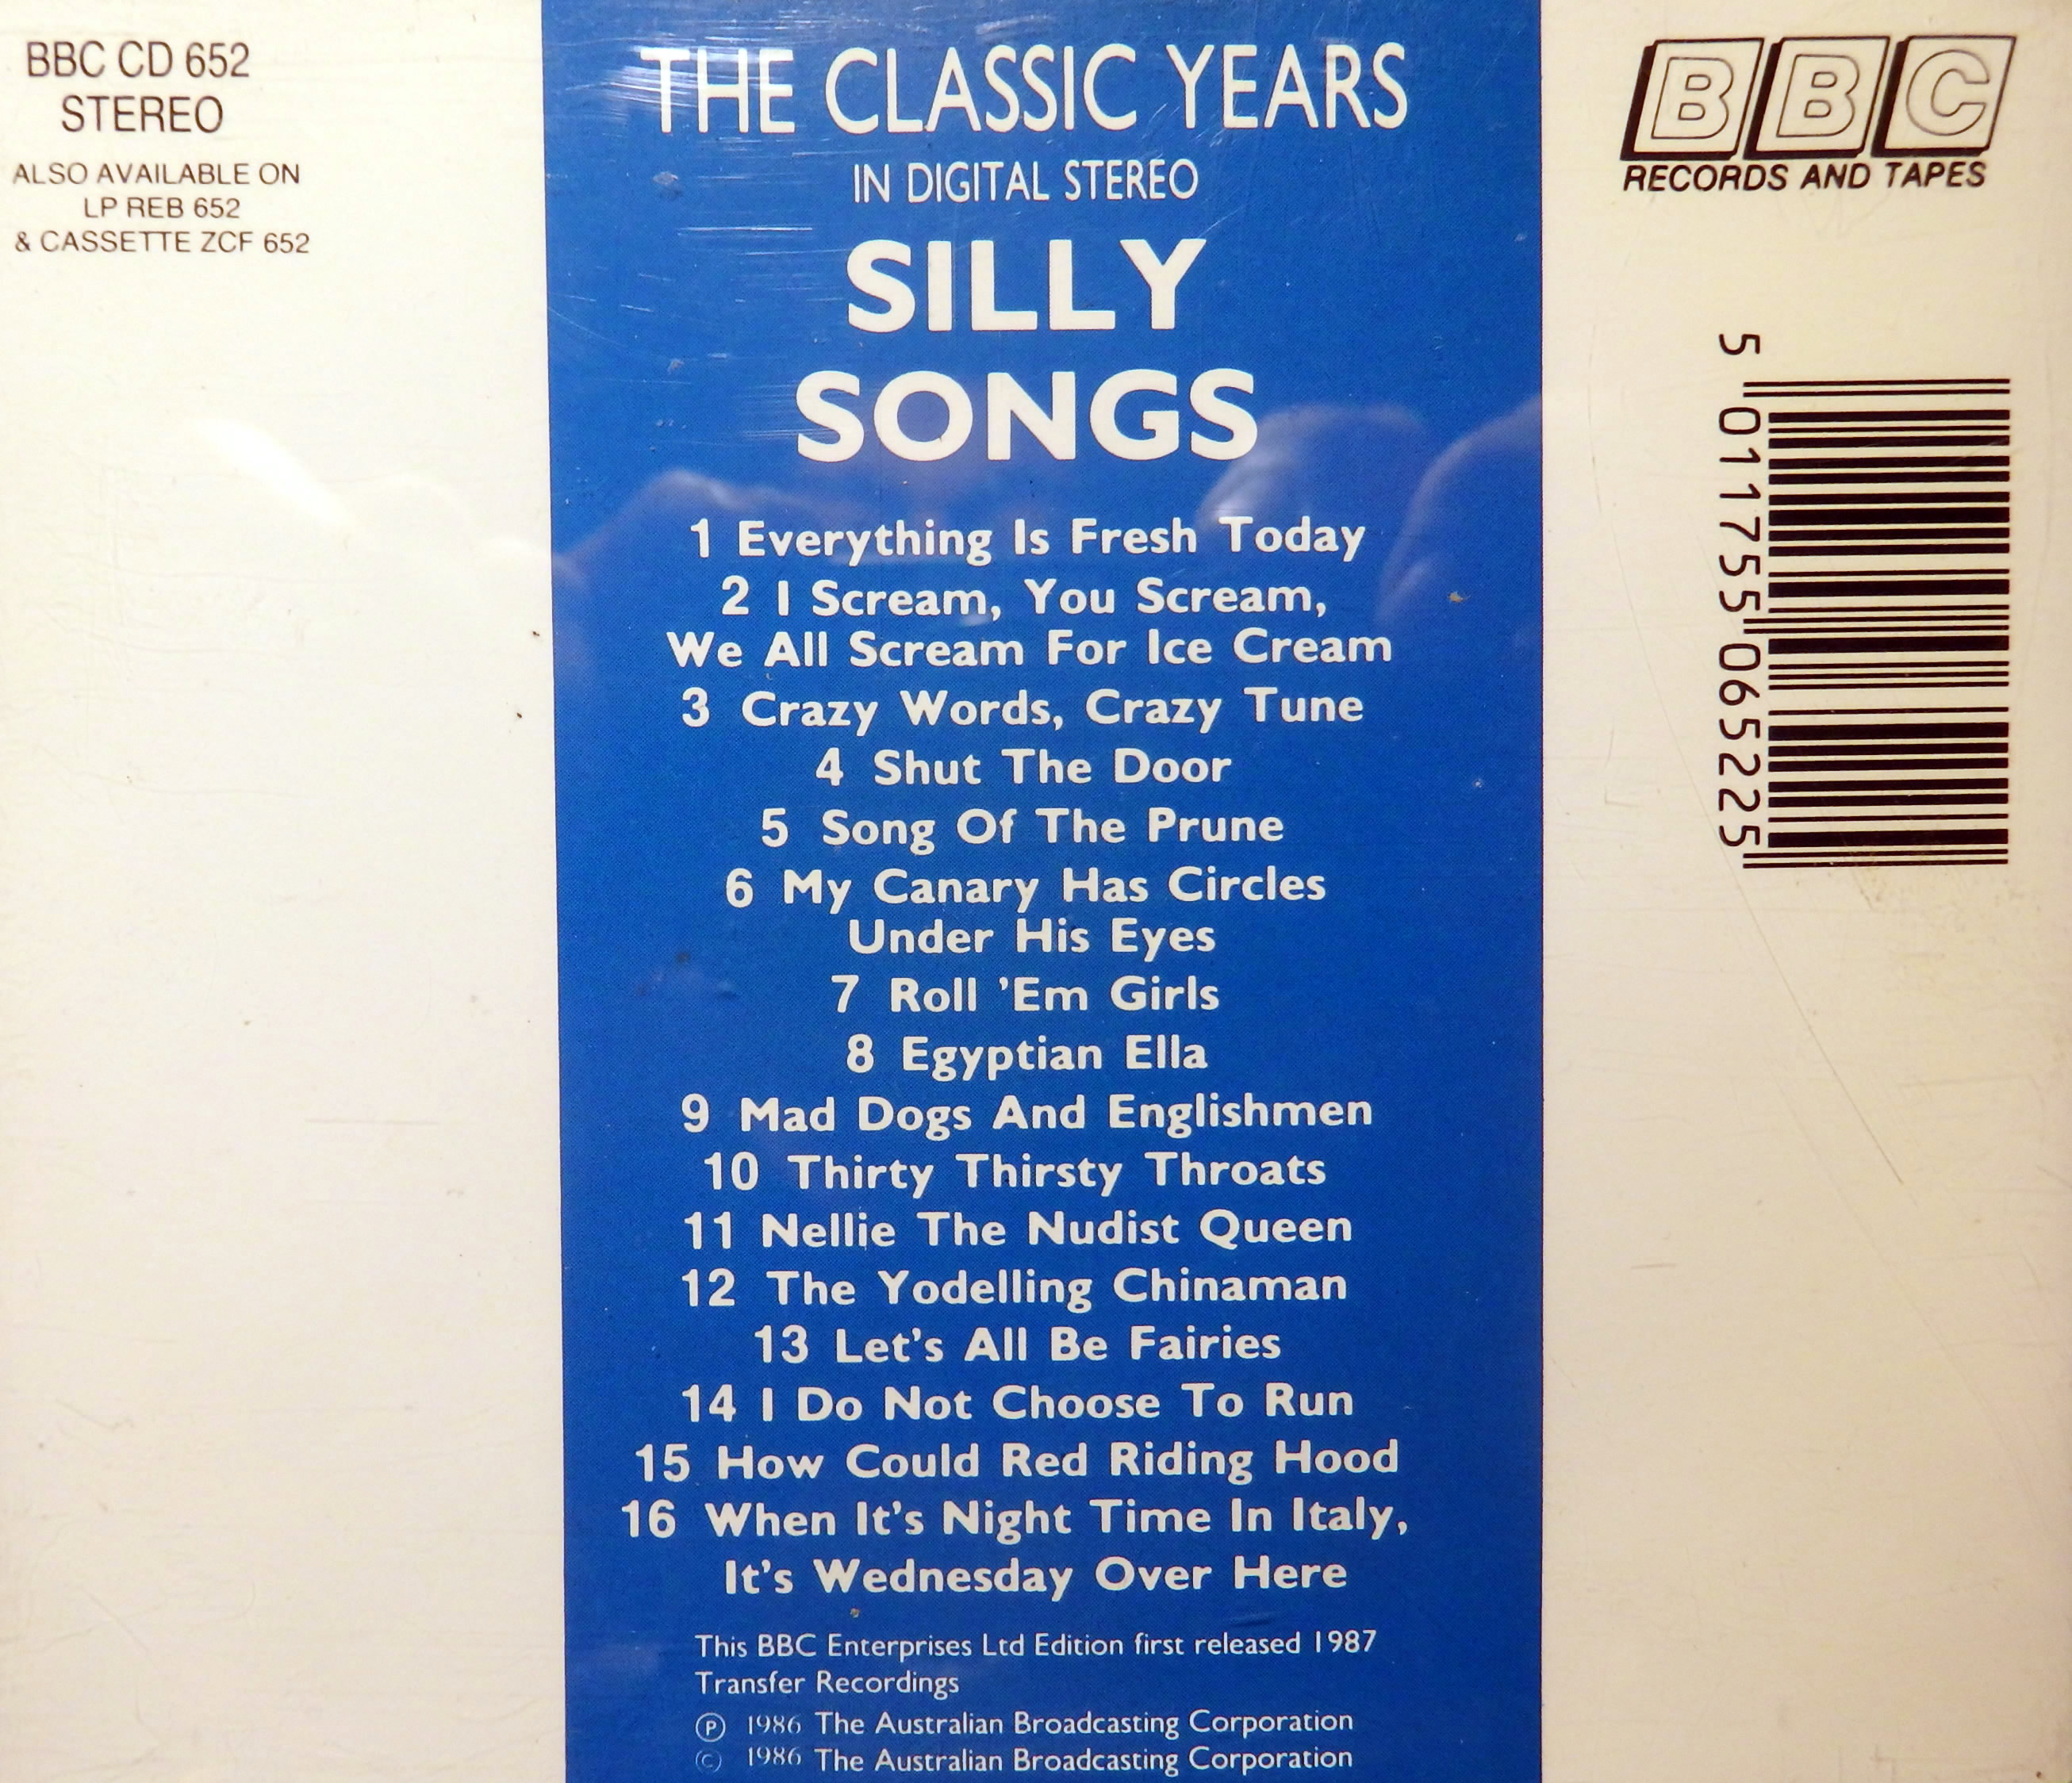 BBC CD 652
STEREO
ALSO AVAILABLE ON
LP REB 652
& CASSETTE ZCF 652
THE CLASSIC YEARS
IN DIGITAL STEREO
SILLY
SONGS
1 Everything Is Fresh Today
2 I Scream, You Scream,
We All Scream For Ice Cream
3 Crazy Words, Crazy Tune
4 Shut The Door
5 Song Of The Prune
6 My Canary Has Circles
Under His Eyes
7 Roll 'Em Girls
8 Egyptian Ella
9 Mad Dogs And Englishmen
10 Thirty Thirsty Throats
11 Nellie The Nudist Queen
12 The Yodelling Chinaman
13 Let's All Be Fairies
14 I Do Not Choose To Run
15 How Could Red Riding Hood
16 When It's Night Time In Italy,
It's Wednesday Over Here
This BBC Enterprises Ltd Edition first released 1987
Transfer Recordings
℗ 1986 The Australian Broadcasting Corporation
© 1986 The Australian Broadcasting Corporation
BBC
RECORDS AND TAPES
5 011755 065225